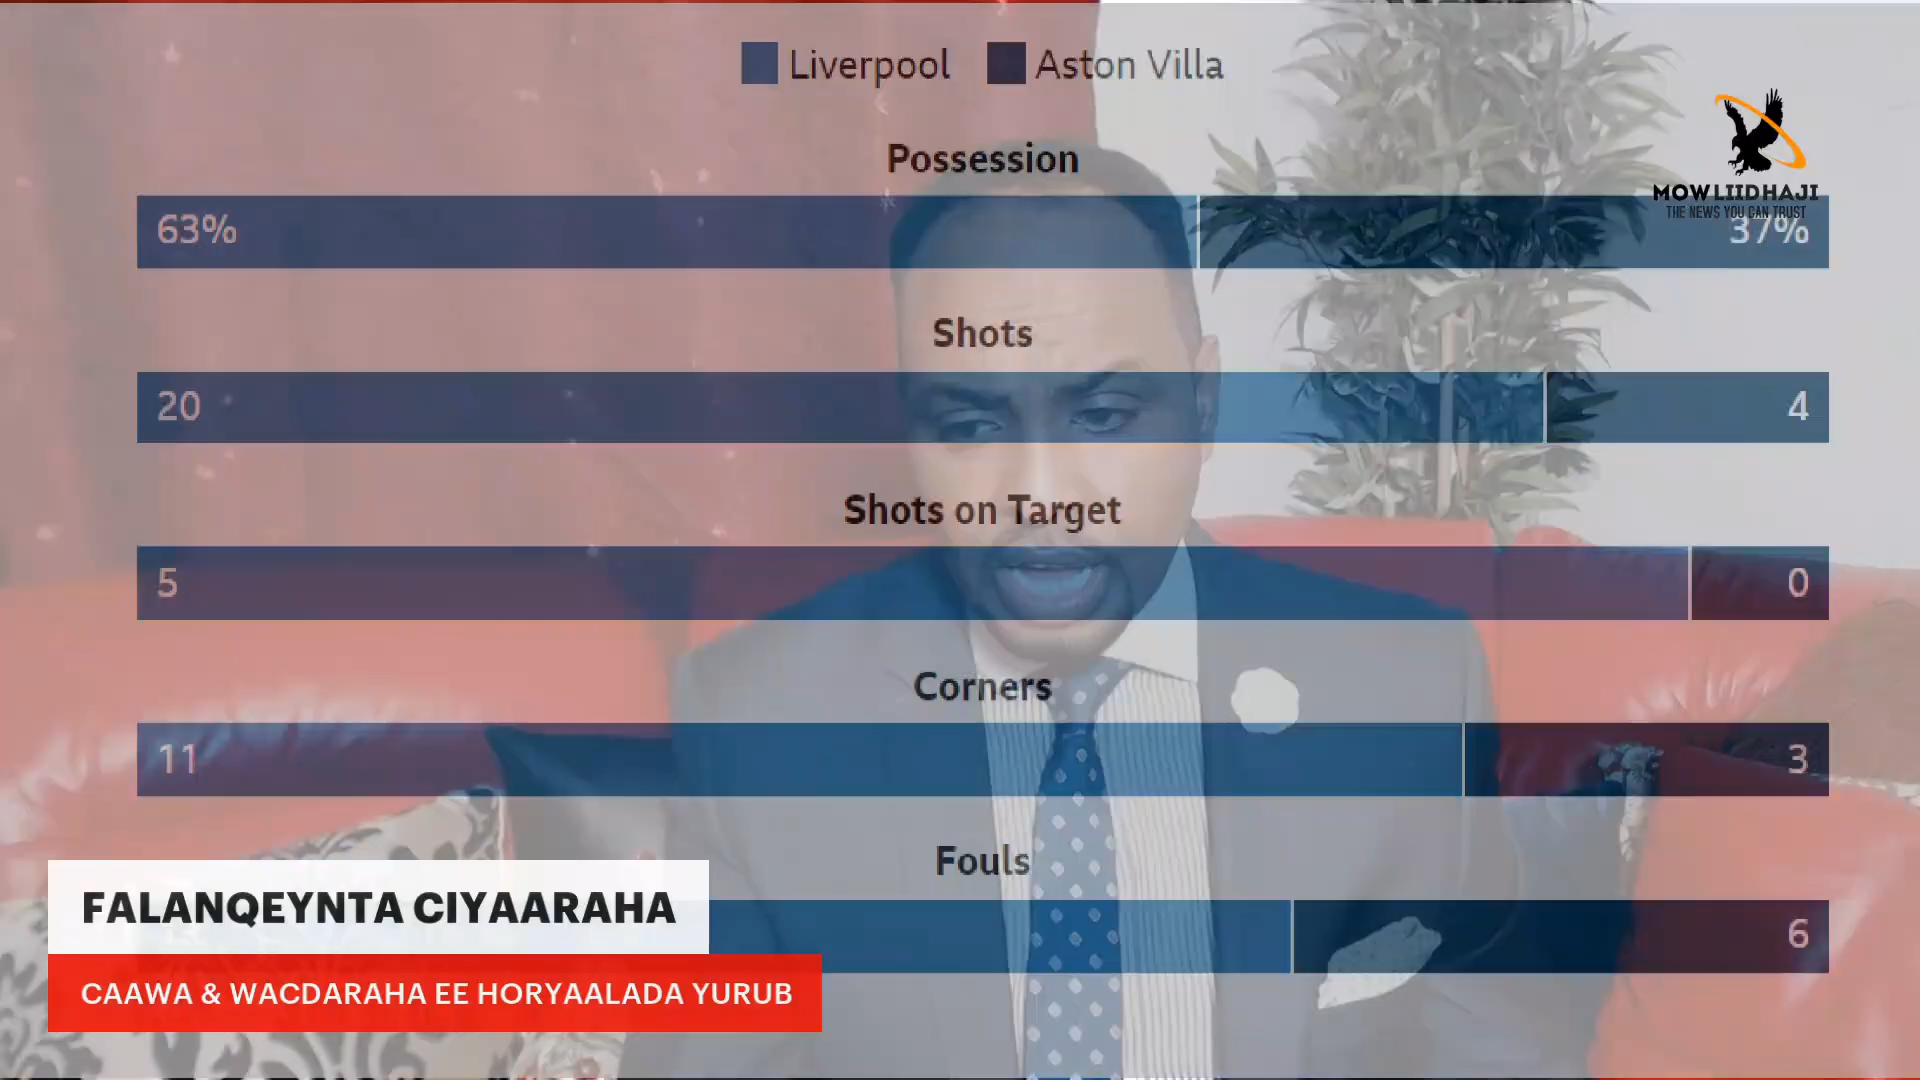 Liverpool Aston Villa
Possession
63% 37%
MOWLIIDHAJI
THE NEWS YOU CAN TRUST
Shots
20 4
Shots on Target
5 0
Corners
11 3
Fouls
6
FALANQEYNTA CIYAARAHA
CAAWA & WACDARAHA EE HORYAALADA YURUB